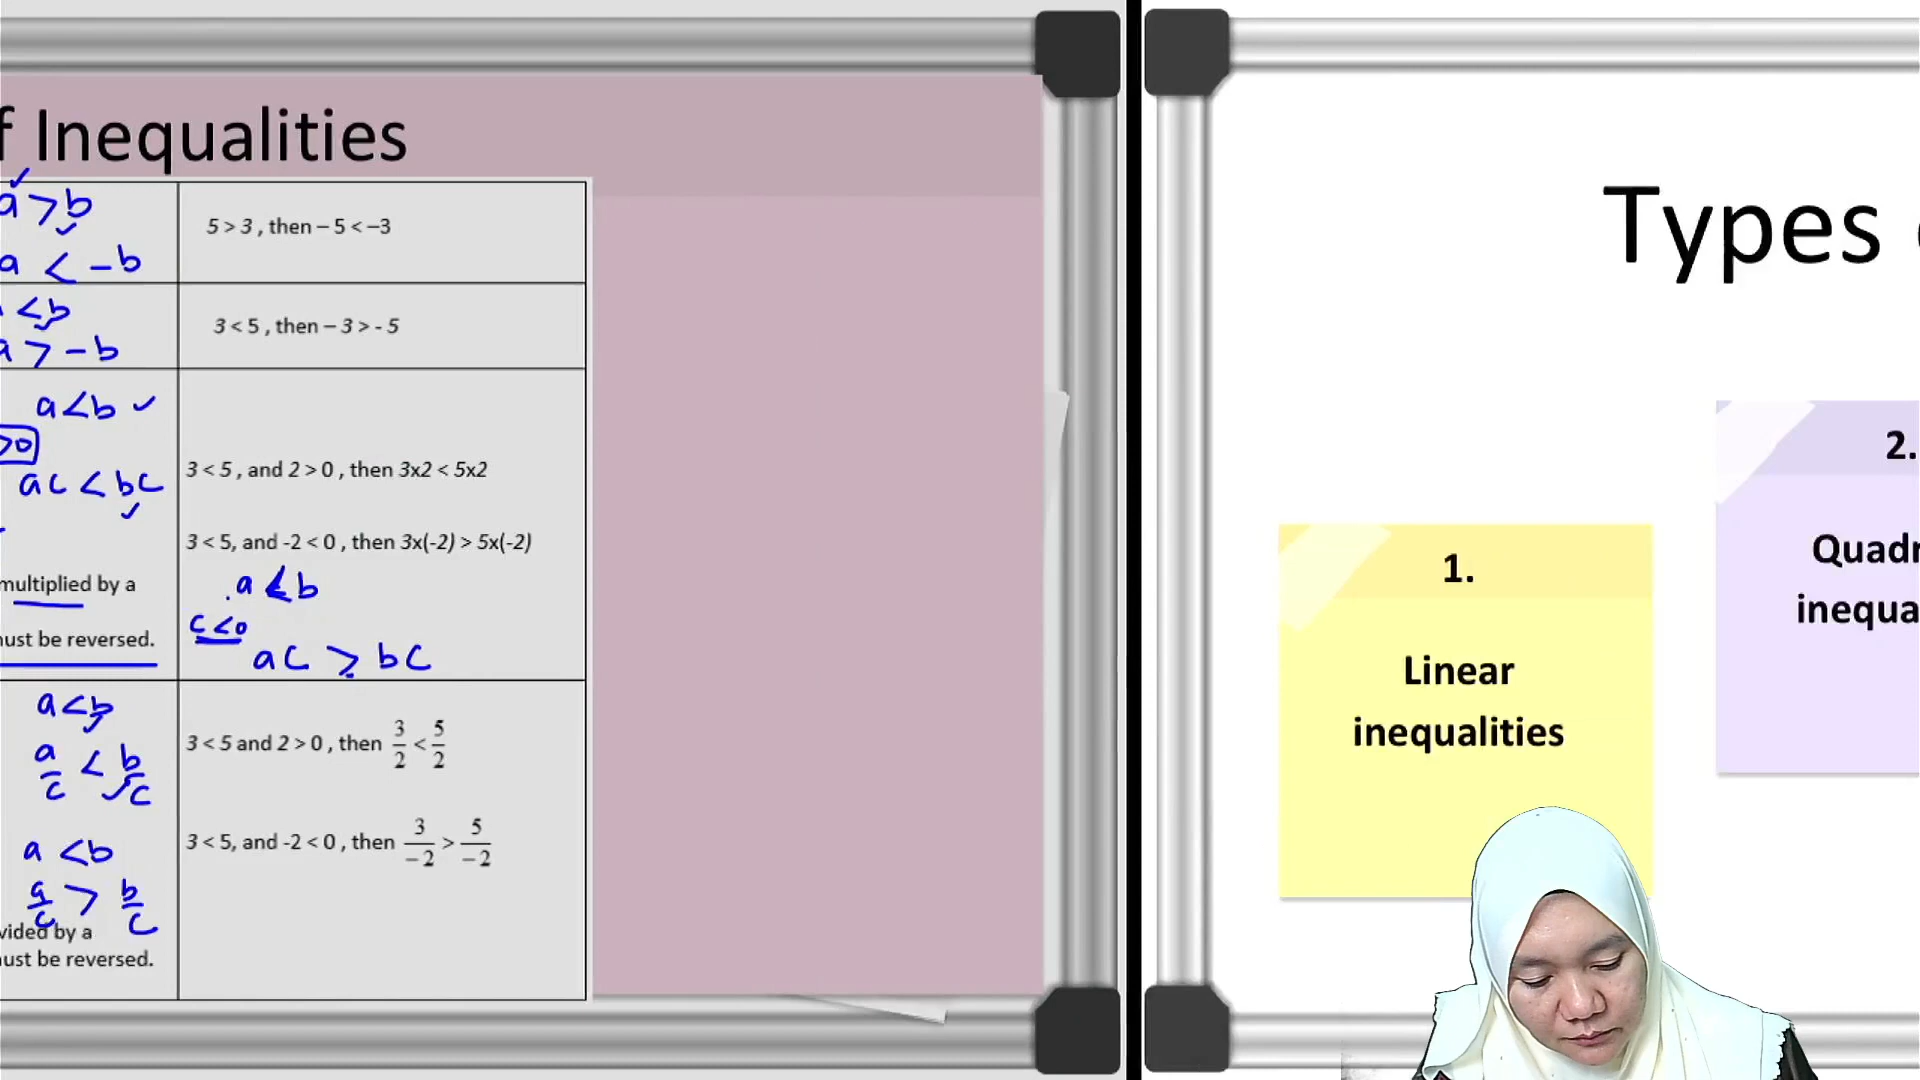 f Inequalities
a > b
a < -b
5 > 3 , then – 5 < –3
< b
a > -b
3 < 5 , then – 3 > - 5
a < b
>0
ac < bc
3 < 5 , and 2 > 0 , then 3x2 < 5x2
3 < 5, and -2 < 0 , then 3x(-2) > 5x(-2)
multiplied by a
ust be reversed.
a < b
c < 0
ac > bc
a < b
a/c < b/c
3 < 5 and 2 > 0 , then 3/2 < 5/2
a < b
a/c > b/c
3 < 5, and -2 < 0 , then 3/−2 > 5/−2
vided by a
ust be reversed.
Types
1.
Linear
inequalities
2.
Quadr
inequa